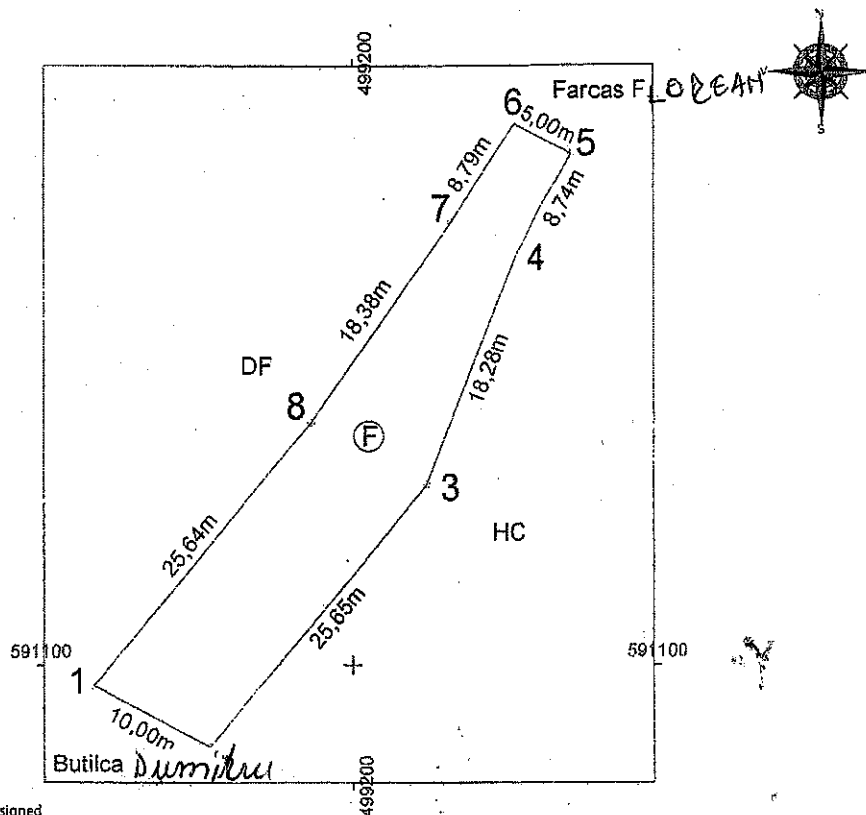 Y
499200
Farcas FLOREAN
6
5,00m
5
8,79m
8,74m
7
4
18,38m
18,28m
DF
8
F
3
HC
25,64m
25,65m
591100
591100
1
10,00m
Butilca Dumitru
499200
signed
S